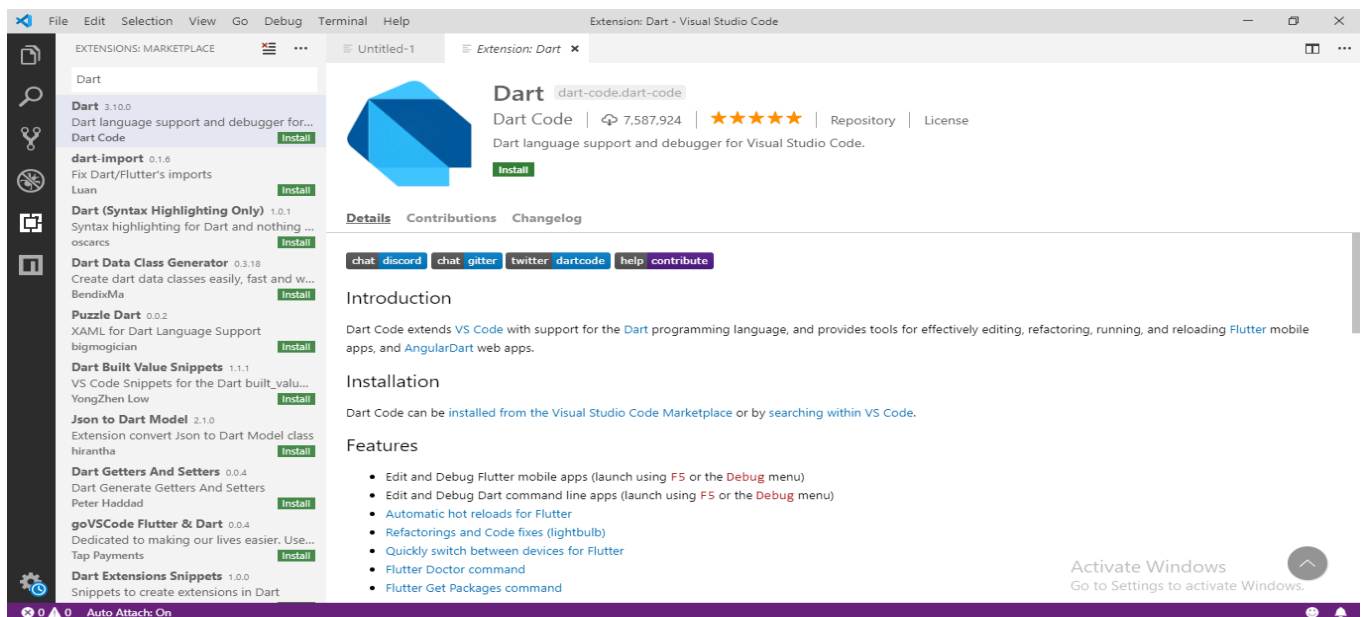 File Edit Selection View Go Debug Terminal Help
Extension: Dart - Visual Studio Code
EXTENSIONS: MARKETPLACE
Dart
Dart 3.10.0
Dart language support and debugger for...
Dart Code Install
dart-import 0.1.6
Fix Dart/Flutter's imports
Luan Install
Dart (Syntax Highlighting Only) 1.0.1
Syntax highlighting for Dart and nothing ...
oscarcs Install
Dart Data Class Generator 0.3.18
Create dart data classes easily, fast and w...
BendixMa Install
Puzzle Dart 0.0.2
XAML for Dart Language Support
bigmogician Install
Dart Built Value Snippets 1.1.1
VS Code Snippets for the Dart built_valu...
YongZhen Low Install
Json to Dart Model 2.1.0
Extension convert Json to Dart Model class
hirantha Install
Dart Getters And Setters 0.0.4
Dart Generate Getters And Setters
Peter Haddad Install
goVSCode Flutter & Dart 0.0.4
Dedicated to making our lives easier. Use...
Tap Payments Install
Dart Extensions Snippets 1.0.0
Snippets to create extensions in Dart
Untitled-1 Extension: Dart
Dart dart-code.dart-code
Dart Code 7,587,924 Repository License
Dart language support and debugger for Visual Studio Code.
Install
Details Contributions Changelog
chat discord chat gitter twitter dartcode help contribute
Introduction
Dart Code extends VS Code with support for the Dart programming language, and provides tools for effectively editing, refactoring, running, and reloading Flutter mobile
apps, and AngularDart web apps.
Installation
Dart Code can be installed from the Visual Studio Code Marketplace or by searching within VS Code.
Features
• Edit and Debug Flutter mobile apps (launch using F5 or the Debug menu)
• Edit and Debug Dart command line apps (launch using F5 or the Debug menu)
• Automatic hot reloads for Flutter
• Refactorings and Code fixes (lightbulb)
• Quickly switch between devices for Flutter
• Flutter Doctor command
• Flutter Get Packages command
Activate Windows
Go to Settings to activate Windows.
0 0 Auto Attach: On